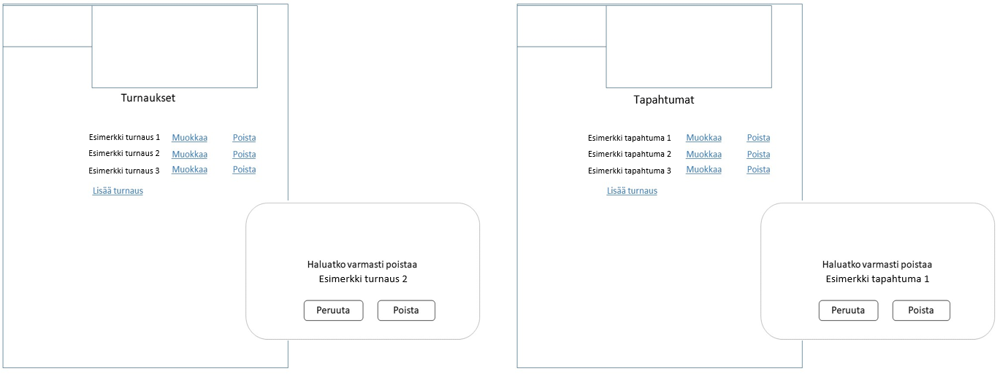 Turnaukset
Esimerkki turnaus 1 Muokkaa Poista
Esimerkki turnaus 2 Muokkaa Poista
Esimerkki turnaus 3 Muokkaa Poista
Lisää turnaus
Haluatko varmasti poistaa
Esimerkki turnaus 2
Peruuta Poista
Tapahtumat
Esimerkki tapahtuma 1 Muokkaa Poista
Esimerkki tapahtuma 2 Muokkaa Poista
Esimerkki tapahtuma 3 Muokkaa Poista
Lisää turnaus
Haluatko varmasti poistaa
Esimerkki tapahtuma 1
Peruuta Poista